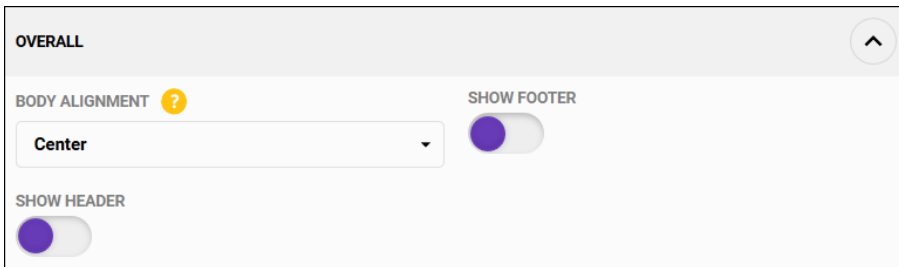 OVERALL
BODY ALIGNMENT ?
SHOW FOOTER
Center
SHOW HEADER